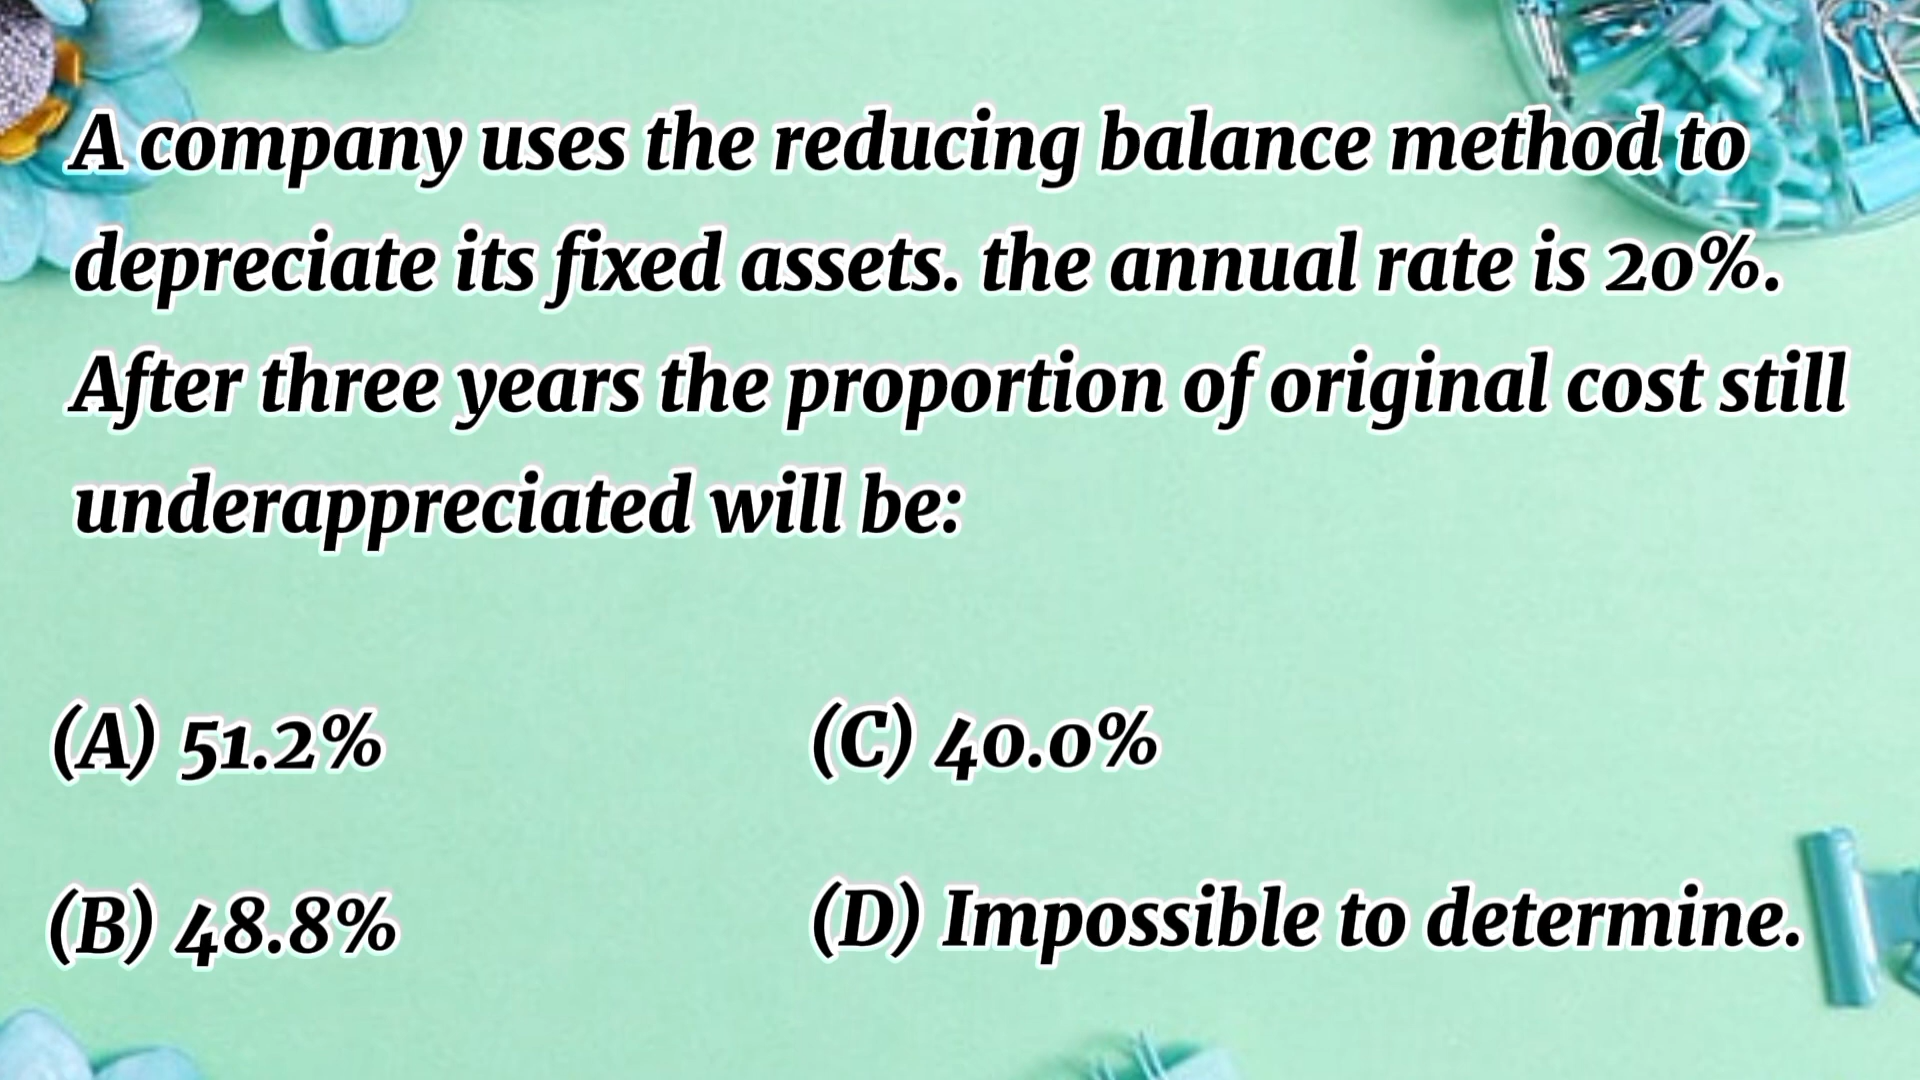 A company uses the reducing balance method to
depreciate its fixed assets. the annual rate is 20%.
After three years the proportion of original cost still
underappreciated will be:
(A) 51.2%
(C) 40.0%
(B) 48.8%
(D) Impossible to determine.